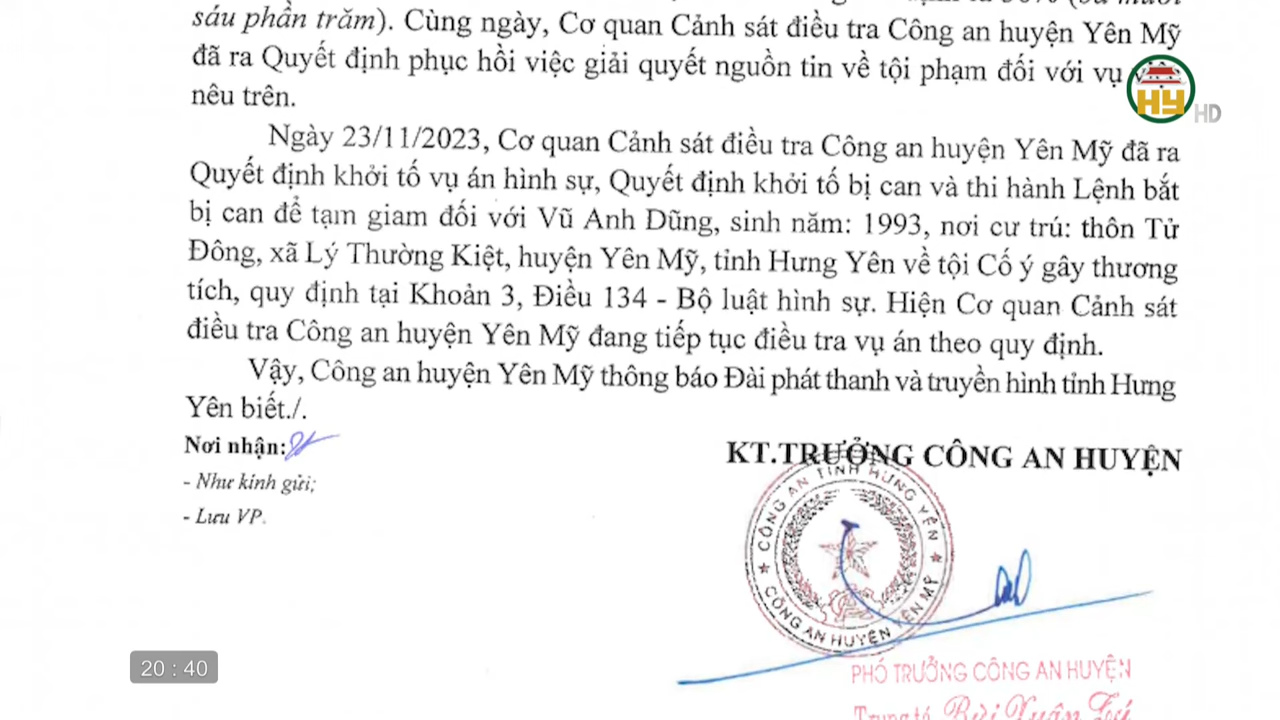 sáu phần trăm). Cùng ngày, Cơ quan Cảnh sát điều tra Công an huyện Yên Mỹ
đã ra Quyết định phục hồi việc giải quyết nguồn tin về tội phạm đối với vụ
nêu trên.
Ngày 23/11/2023, Cơ quan Cảnh sát điều tra Công an huyện Yên Mỹ đã ra
Quyết định khởi tố vụ án hình sự, Quyết định khởi tố bị can và thi hành Lệnh bắt
bị can để tạm giam đối với Vũ Anh Dũng, sinh năm: 1993, nơi cư trú: thôn Tử
Đông, xã Lý Thường Kiệt, huyện Yên Mỹ, tỉnh Hưng Yên về tội Cố ý gây thương
tích, quy định tại Khoản 3, Điều 134 - Bộ luật hình sự. Hiện Cơ quan Cảnh sát
điều tra Công an huyện Yên Mỹ đang tiếp tục điều tra vụ án theo quy định.
Vậy, Công an huyện Yên Mỹ thông báo Đài phát thanh và truyền hình tỉnh Hưng
Yên biết./.
Nơi nhận:
- Như kính gửi;
- Lưu VP.
KT.TRƯỞNG CÔNG AN HUYỆN
CÔNG AN TỈNH HƯNG YÊN
CÔNG AN HUYỆN YÊN MỸ
PHÓ TRƯỞNG CÔNG AN HUYỆN
Trung tá Bùi Xuân
HY HD
20 : 40